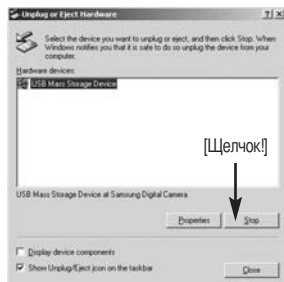 Unplug or Eject Hardware
Select the device you want to unplug or eject, and then click Stop. When
Windows notifies you that it is safe to do so unplug the device from your
computer.
Hardware devices:
USB Mass Storage Device
[Щелчок!]
USB Mass Storage Device at Samsung Digital Camera
Properties
Stop
Display device components
Show Unplug/Eject icon on the taskbar
Close